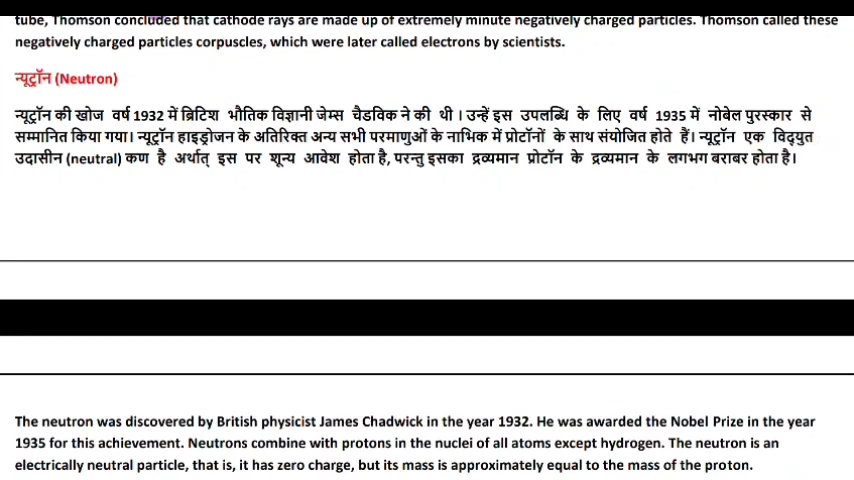 tube, Thomson concluded that cathode rays are made up of extremely minute negatively charged particles. Thomson called these
negatively charged particles corpuscles, which were later called electrons by scientists.
न्यूट्रॉन (Neutron)
न्यूट्रॉन की खोज वर्ष 1932 में ब्रिटिश भौतिक विज्ञानी जेम्स चैडविक ने की थी । उन्हें इस उपलब्धि के लिए वर्ष 1935 में नोबेल पुरस्कार से
सम्मानित किया गया। न्यूट्रॉन हाइड्रोजन के अतिरिक्त अन्य सभी परमाणुओं के नाभिक में प्रोटॉनों के साथ संयोजित होते हैं। न्यूट्रॉन एक विद्युत
उदासीन (neutral) कण है अर्थात् इस पर शून्य आवेश होता है, परन्तु इसका द्रव्यमान प्रोटॉन के द्रव्यमान के लगभग बराबर होता है।
The neutron was discovered by British physicist James Chadwick in the year 1932. He was awarded the Nobel Prize in the year
1935 for this achievement. Neutrons combine with protons in the nuclei of all atoms except hydrogen. The neutron is an
electrically neutral particle, that is, it has zero charge, but its mass is approximately equal to the mass of the proton.